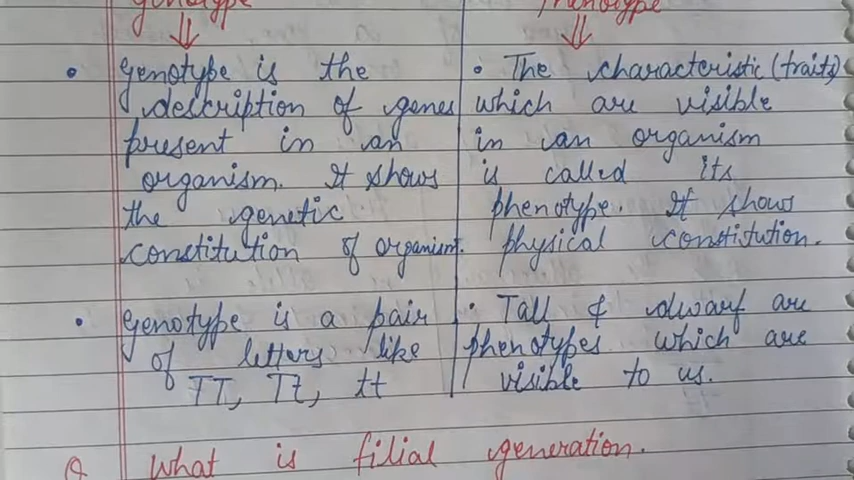 genotype
phenotype
• Genotype is the
description of genes
present in an
organism. It shows
the genetic
constitution of organism.
• Genotype is a pair
of letters like
TT, Tt, tt
• The characteristic (traits)
which are visible
in an organism
is called its
phenotype. It shows
physical constitution.
• Tall & dwarf are
phenotypes which are
visible to us.
Q What is filial generation.